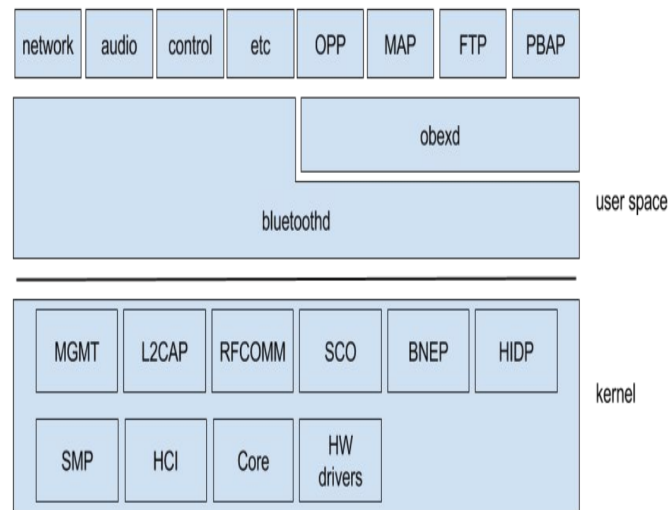 network audio control etc OPP MAP FTP PBAP
obexd
user space
bluetoothd
MGMT L2CAP RFCOMM SCO BNEP HIDP
kernel
SMP HCI Core HW drivers